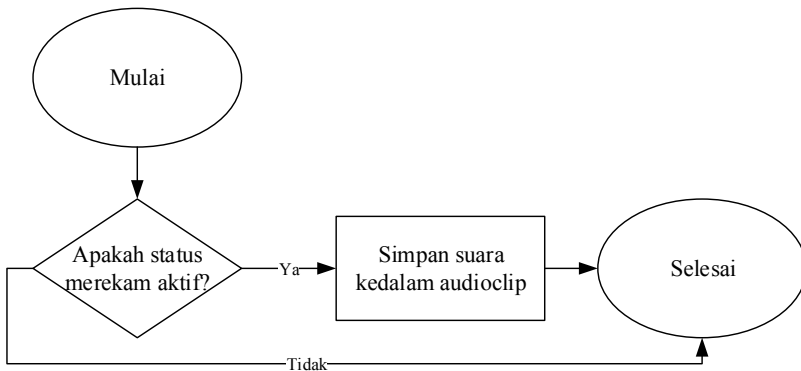 Mulai
Apakah status
merekam aktif?
Ya
Simpan suara
kedalam audioclip
Selesai
Tidak